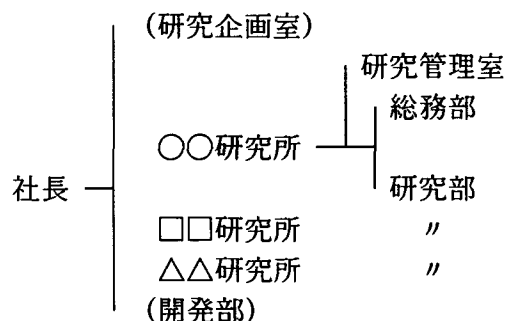 (研究企画室)
研究管理室
総務部
○○研究所
社長
研究部
□□研究所 〃
△△研究所 〃
(開発部)